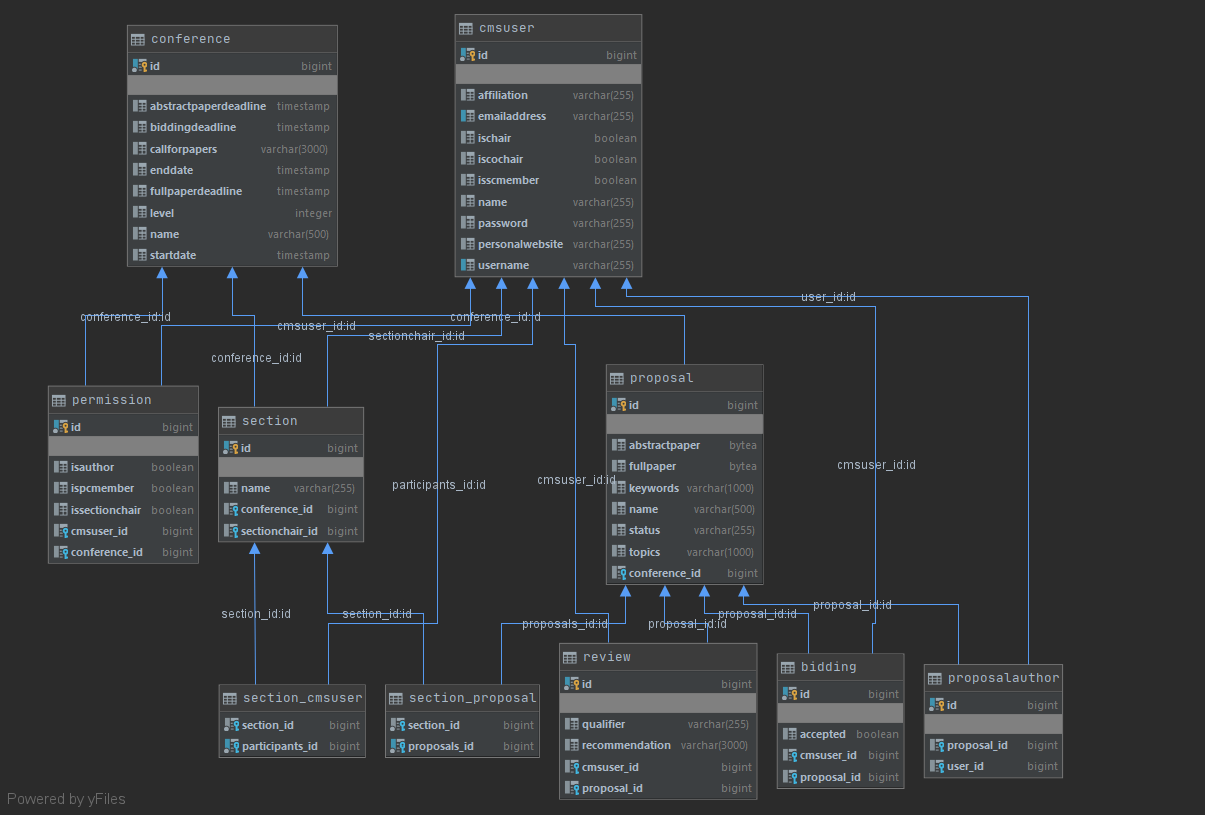 conference
id bigint
abstractpaperdeadline timestamp
biddingdeadline timestamp
callforpapers varchar(3000)
enddate timestamp
fullpaperdeadline timestamp
level integer
name varchar(500)
startdate timestamp
cmsuser
id bigint
affiliation varchar(255)
emailaddress varchar(255)
ischair boolean
iscochair boolean
isscmember boolean
name varchar(255)
password varchar(255)
personalwebsite varchar(255)
username varchar(255)
user_id:id
conference_id:id
cmsuser_id:id
sectionchair_id:id
conference_id:id
conference_id:id
permission
id bigint
isauthor boolean
ispcmember boolean
issectionchair boolean
cmsuser_id bigint
conference_id bigint
section
id bigint
name varchar(255)
conference_id bigint
sectionchair_id bigint
participants_id:id
cmsuser_id:id
proposal
id bigint
abstractpaper bytea
fullpaper bytea
keywords varchar(1000)
name varchar(500)
status varchar(255)
topics varchar(1000)
conference_id bigint
cmsuser_id:id
section_id:id
section_id:id
proposals_id:id
proposal_id:id
proposal_id:id
proposal_id:id
section_cmsuser
section_id bigint
participants_id bigint
section_proposal
section_id bigint
proposals_id bigint
review
id bigint
qualifier varchar(255)
recommendation varchar(3000)
cmsuser_id bigint
proposal_id bigint
bidding
id bigint
accepted boolean
cmsuser_id bigint
proposal_id bigint
proposalauthor
id bigint
proposal_id bigint
user_id bigint
Powered by yFiles